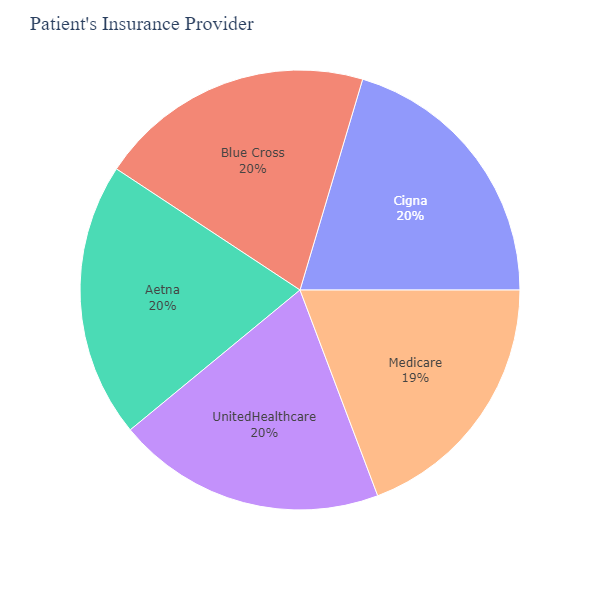 Patient's Insurance Provider
Blue Cross
20%
Cigna
20%
Aetna
20%
Medicare
19%
UnitedHealthcare
20%